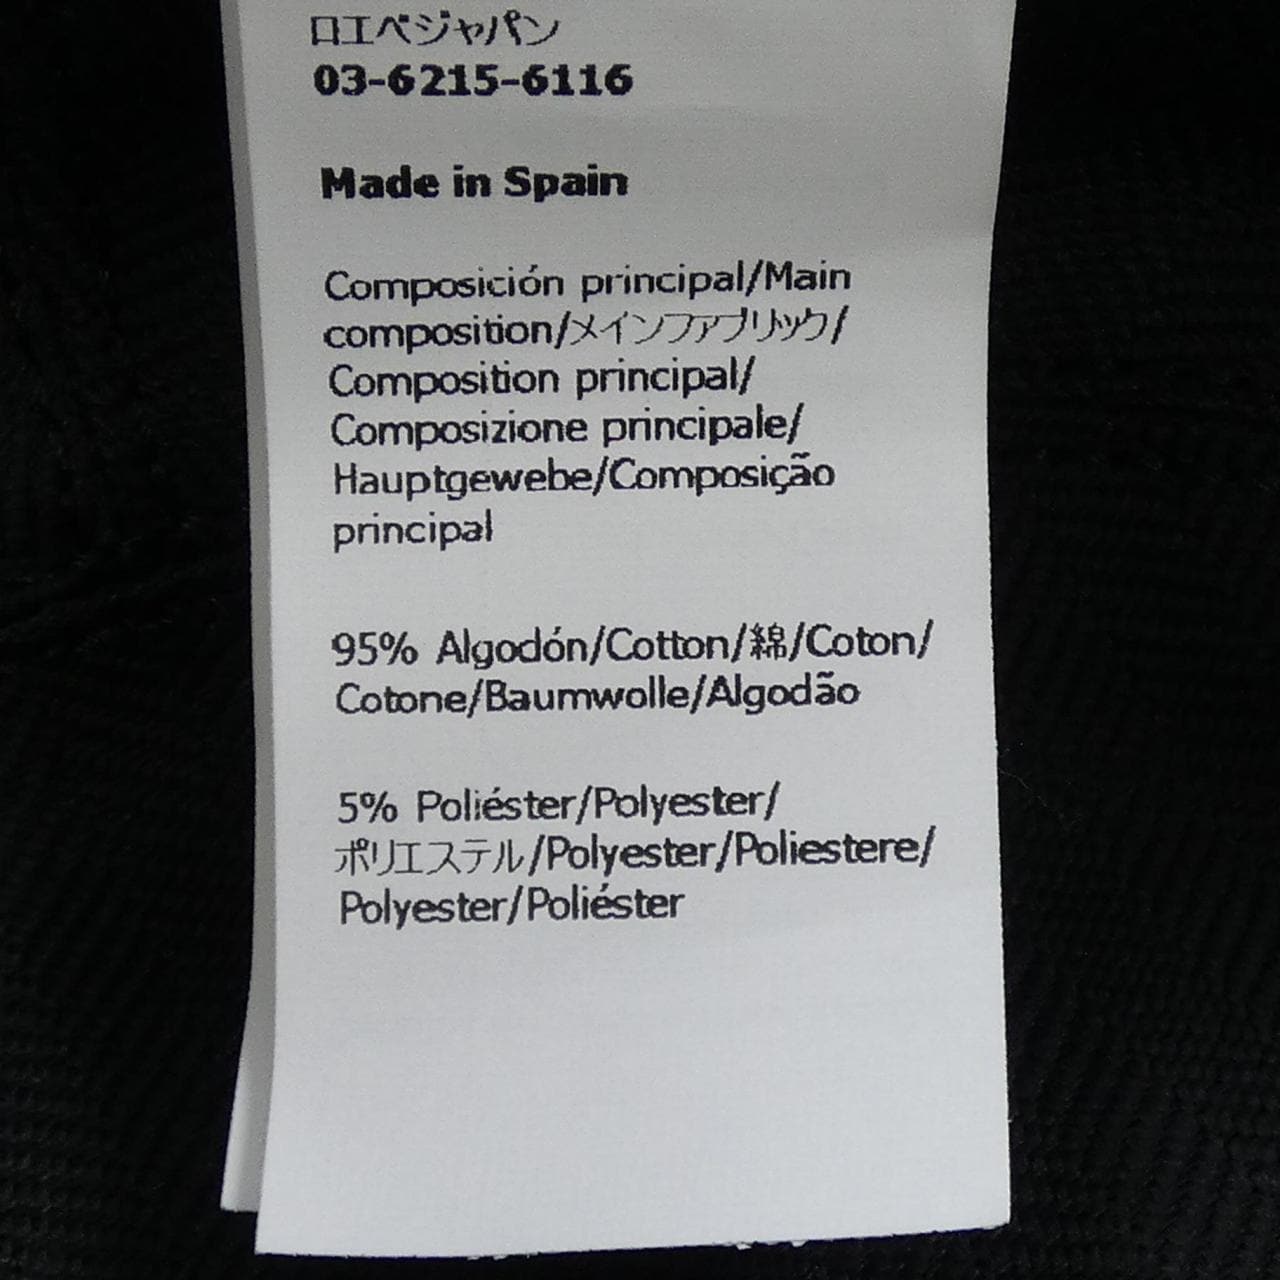 ロエベジャパン
03-6215-6116
Made in Spain
Composición principal/Main
composition/メインファブリック/
Composition principal/
Composizione principale/
Hauptgewebe/Composição
principal
95% Algodón/Cotton/綿/Coton/
Cotone/Baumwolle/Algodão
5% Poliéster/Polyester/
ポリエステル/Polyester/Poliestere/
Polyester/Poliéster